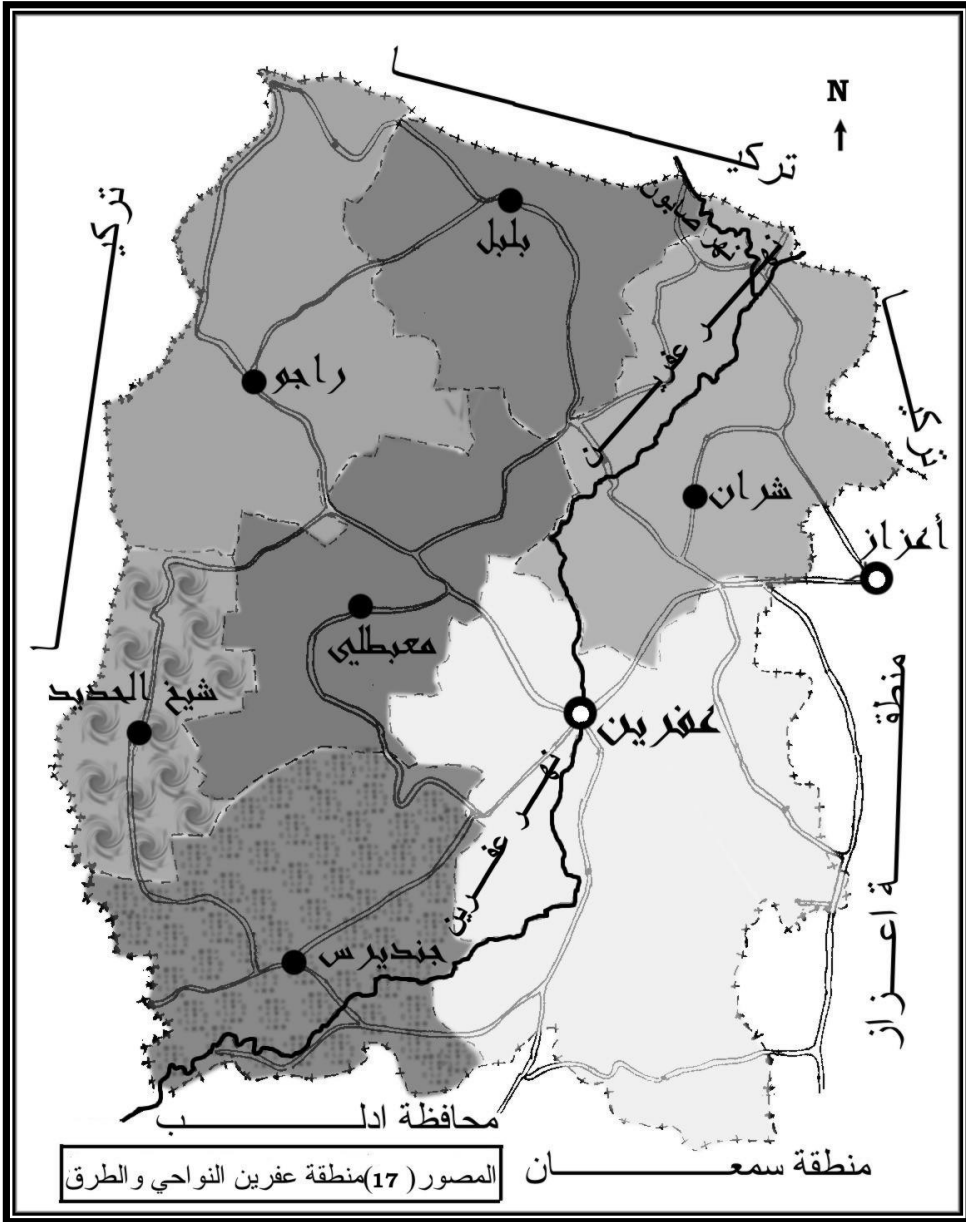 N
تركيا
تركيا
تركيا
نهر صابون
نهر عفرين
بلبل
راجو
شران
أعزاز
معبطلي
شيخ الحديد
عفرين
نهر عفرين
جنديرس
منطقة اعزاز
محافظة ادلب
منطقة سمعان
المصور (17) منطقة عفرين النواحي والطرق